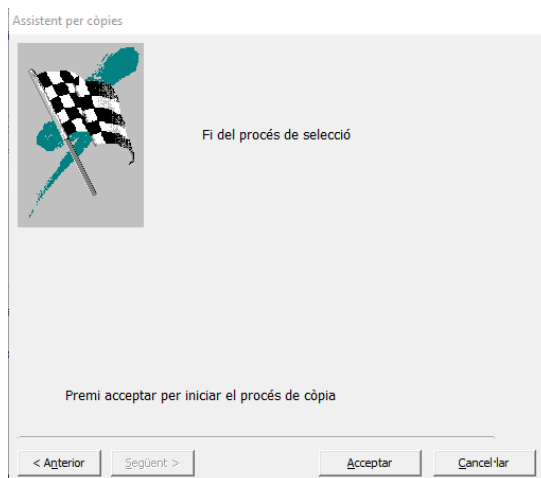 Assistent per còpies
Fi del procés de selecció
Premi acceptar per iniciar el procés de còpia
< Anterior
Següent >
Acceptar
Cancel·lar